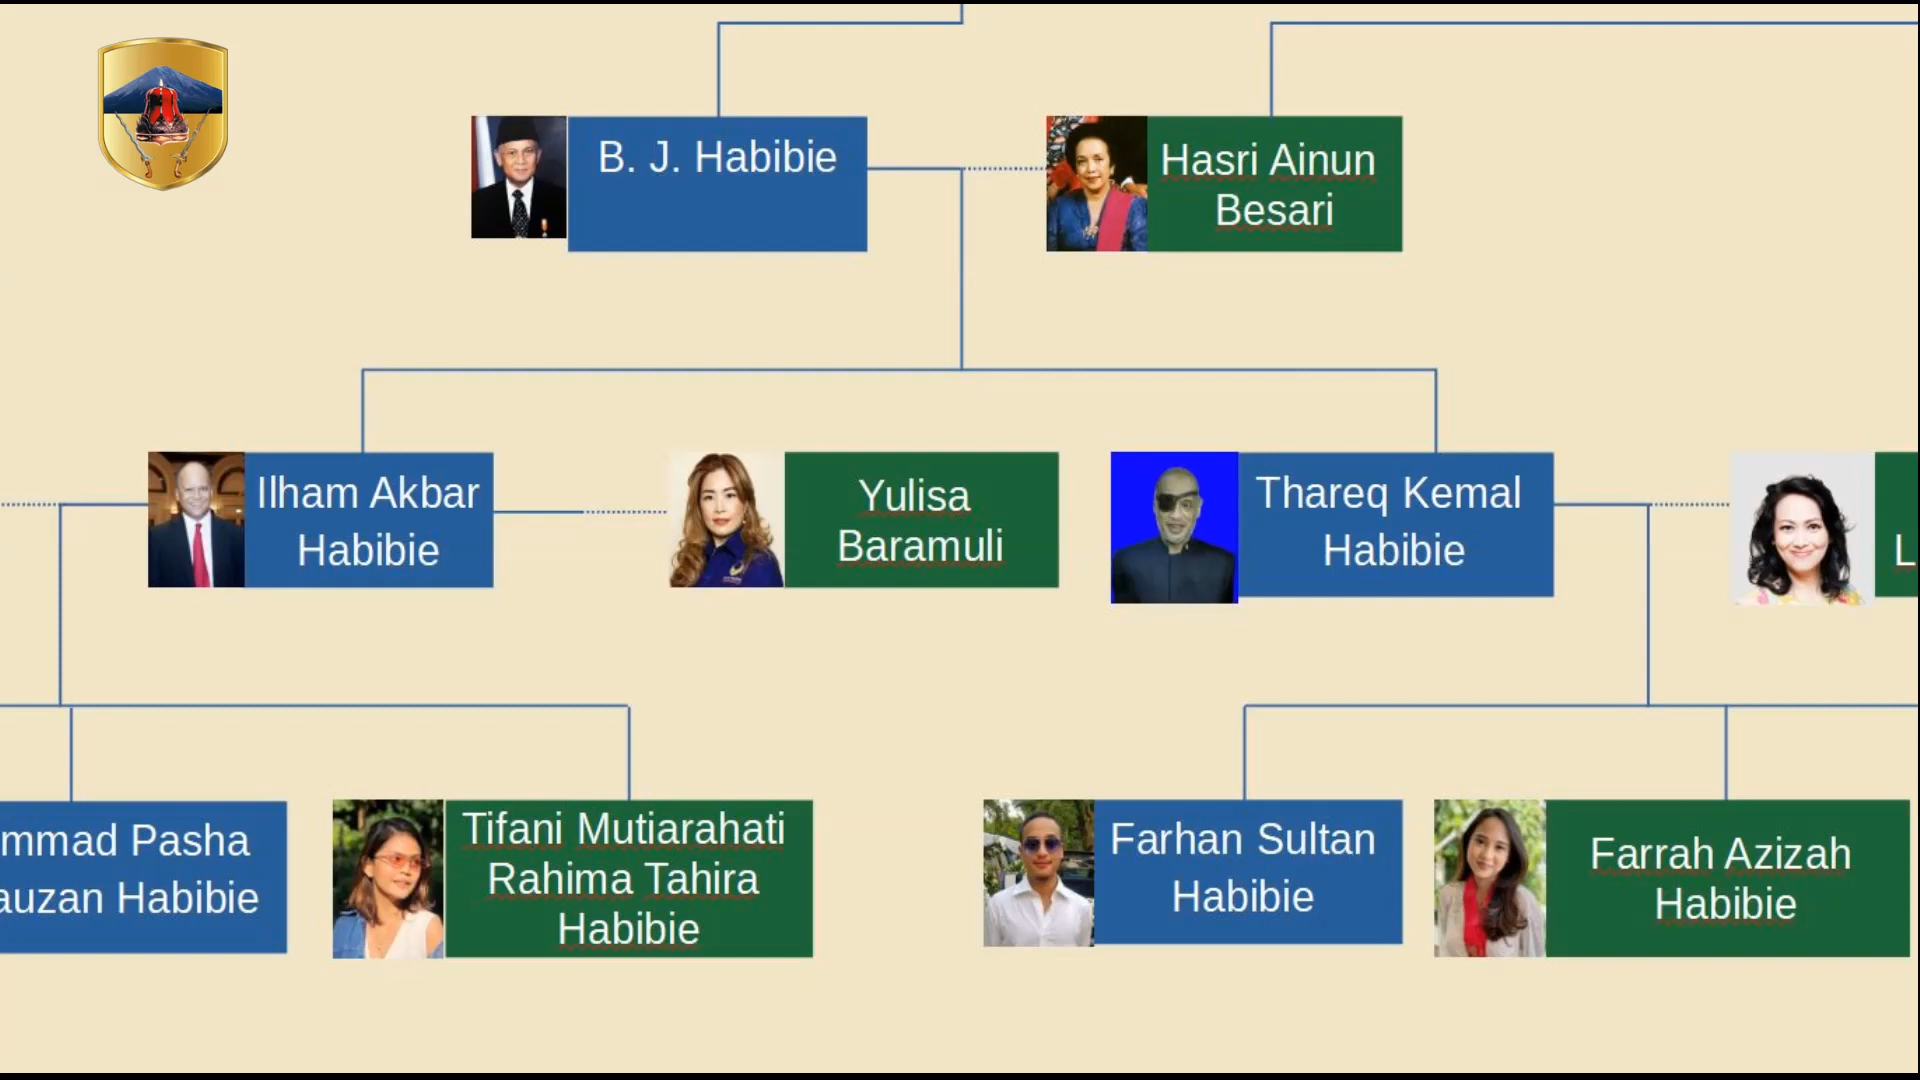 B. J. Habibie
Hasri Ainun
Besari
Ilham Akbar
Habibie
Yulisa
Baramuli
Thareq Kemal
Habibie
L
mmad Pasha
auzan Habibie
Tifani Mutiarahati
Rahima Tahira
Habibie
Farhan Sultan
Habibie
Farrah Azizah
Habibie